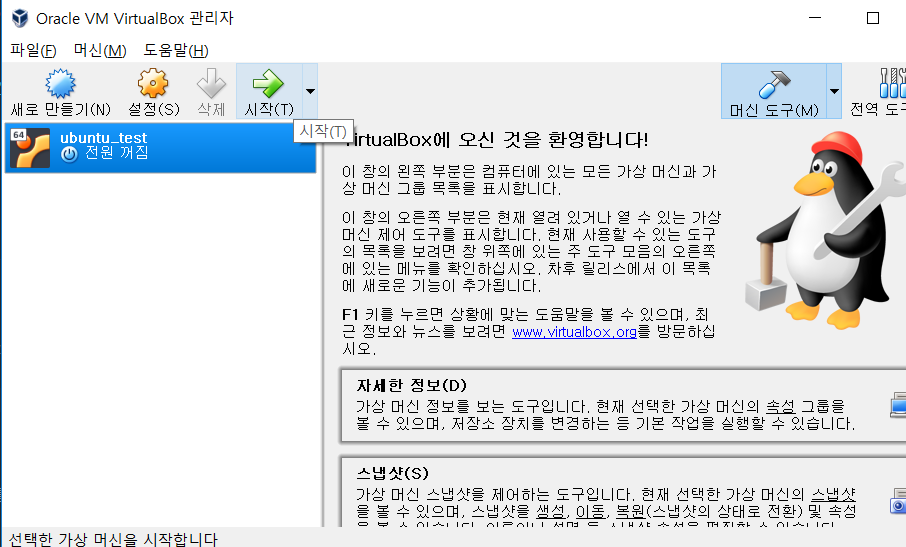 Oracle VM VirtualBox 관리자
파일(F) 머신(M) 도움말(H)
새로 만들기(N) 설정(S) 삭제 시작(T) 머신 도구(M) 전역 도구
시작(T)
64
ubuntu_test
전원 꺼짐
VirtualBox에 오신 것을 환영합니다!
이 창의 왼쪽 부분은 컴퓨터에 있는 모든 가상 머신과 가
상 머신 그룹 목록을 표시합니다.
이 창의 오른쪽 부분은 현재 열려 있거나 열 수 있는 가상
머신 제어 도구를 표시합니다. 현재 사용할 수 있는 도구
의 목록을 보려면 창 위쪽에 있는 주 도구 모음의 오른쪽
에 있는 메뉴를 확인하십시오. 차후 릴리스에서 이 목록
에 새로운 기능이 추가됩니다.
F1 키를 누르면 상황에 맞는 도움말을 볼 수 있으며, 최
근 정보와 뉴스를 보려면 www.virtualbox.org를 방문하십
시오.
자세한 정보(D)
가상 머신 정보를 보는 도구입니다. 현재 선택한 가상 머신의 속성 그룹을
볼 수 있으며, 저장소 장치를 변경하는 등 기본 작업을 실행할 수 있습니다.
스냅샷(S)
가상 머신 스냅샷을 제어하는 도구입니다. 현재 선택한 가상 머신의 스냅샷
을 볼 수 있으며, 스냅샷을 생성, 이동, 복원(스냅샷의 상태로 전환) 및 속성
선택한 가상 머신을 시작합니다